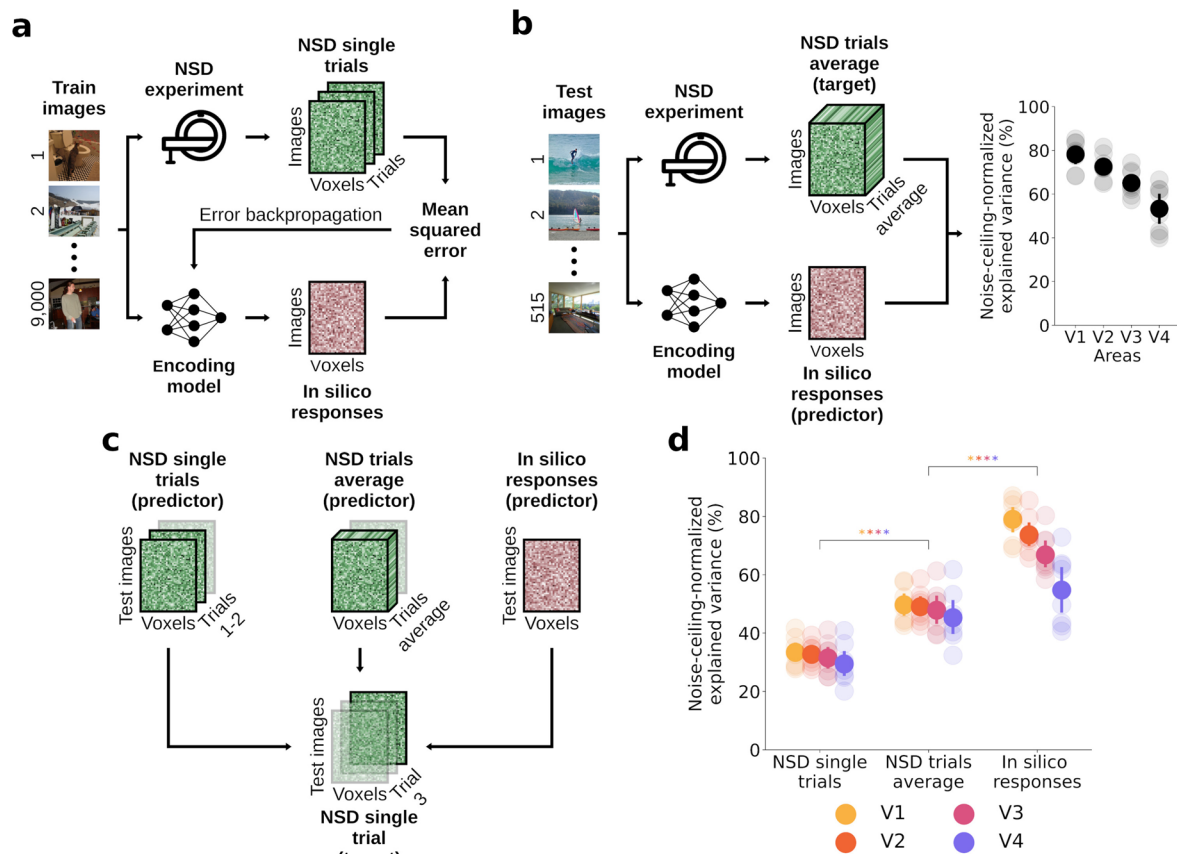 a
Train
images
1
2
9,000
NSD
experiment
NSD single
trials
Images
Voxels
Trials
Error backpropagation
Mean
squared
error
Encoding
model
Images
Voxels
In silico
responses
b
Test
images
1
2
515
NSD
experiment
NSD trials
average
(target)
Images
Voxels
Trials
average
Encoding
model
Images
Voxels
In silico
responses
(predictor)
Noise-ceiling-normalized
explained variance (%)
100
80
60
40
20
0
V1 V2 V3 V4
Areas
c
NSD single
trials
(predictor)
Test images
Voxels
Trials
1-2
NSD trials
average
(predictor)
Voxels
Trials
average
In silico
responses
(predictor)
Test images
Voxels
Test images
Voxels
Trial
3
NSD single
trial
d
Noise-ceiling-normalized
explained variance (%)
100
80
60
40
20
0
****
****
NSD single
trials
NSD trials
average
In silico
responses
V1
V2
V3
V4